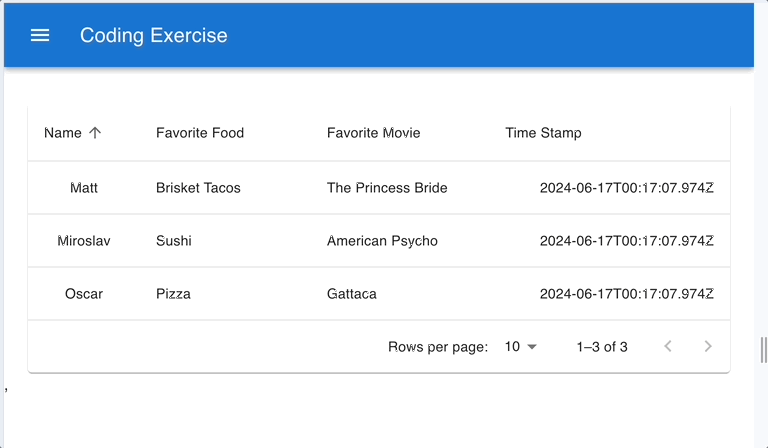 Coding Exercise
Name Favorite Food Favorite Movie Time Stamp
Matt Brisket Tacos The Princess Bride 2024-06-17T00:17:07.974Z
Miroslav Sushi American Psycho 2024-06-17T00:17:07.974Z
Oscar Pizza Gattaca 2024-06-17T00:17:07.974Z
Rows per page: 10 1–3 of 3
,